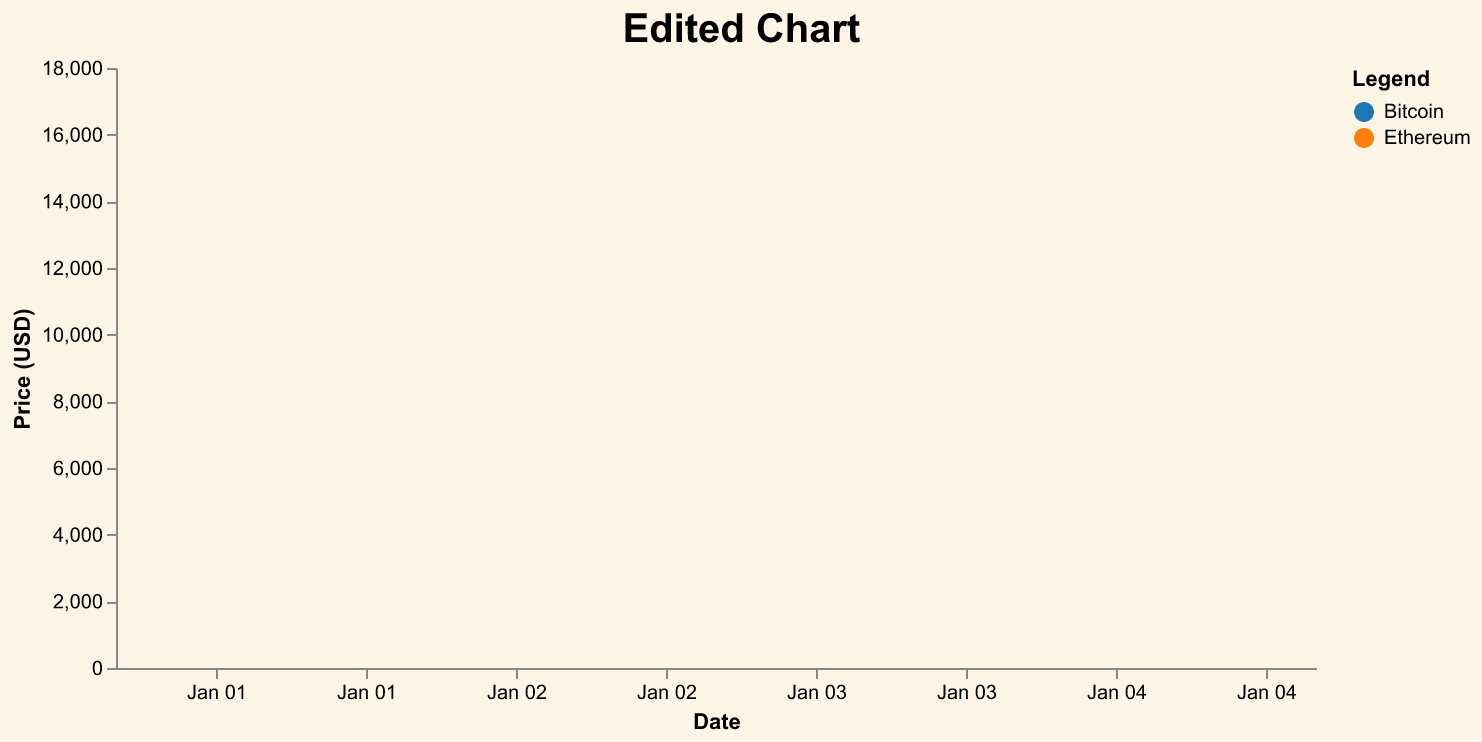 Edited Chart
Price (USD)
18,000
16,000
14,000
12,000
10,000
8,000
6,000
4,000
2,000
0
Jan 01 Jan 01 Jan 02 Jan 02 Jan 03 Jan 03 Jan 04 Jan 04
Date
Legend
Bitcoin
Ethereum